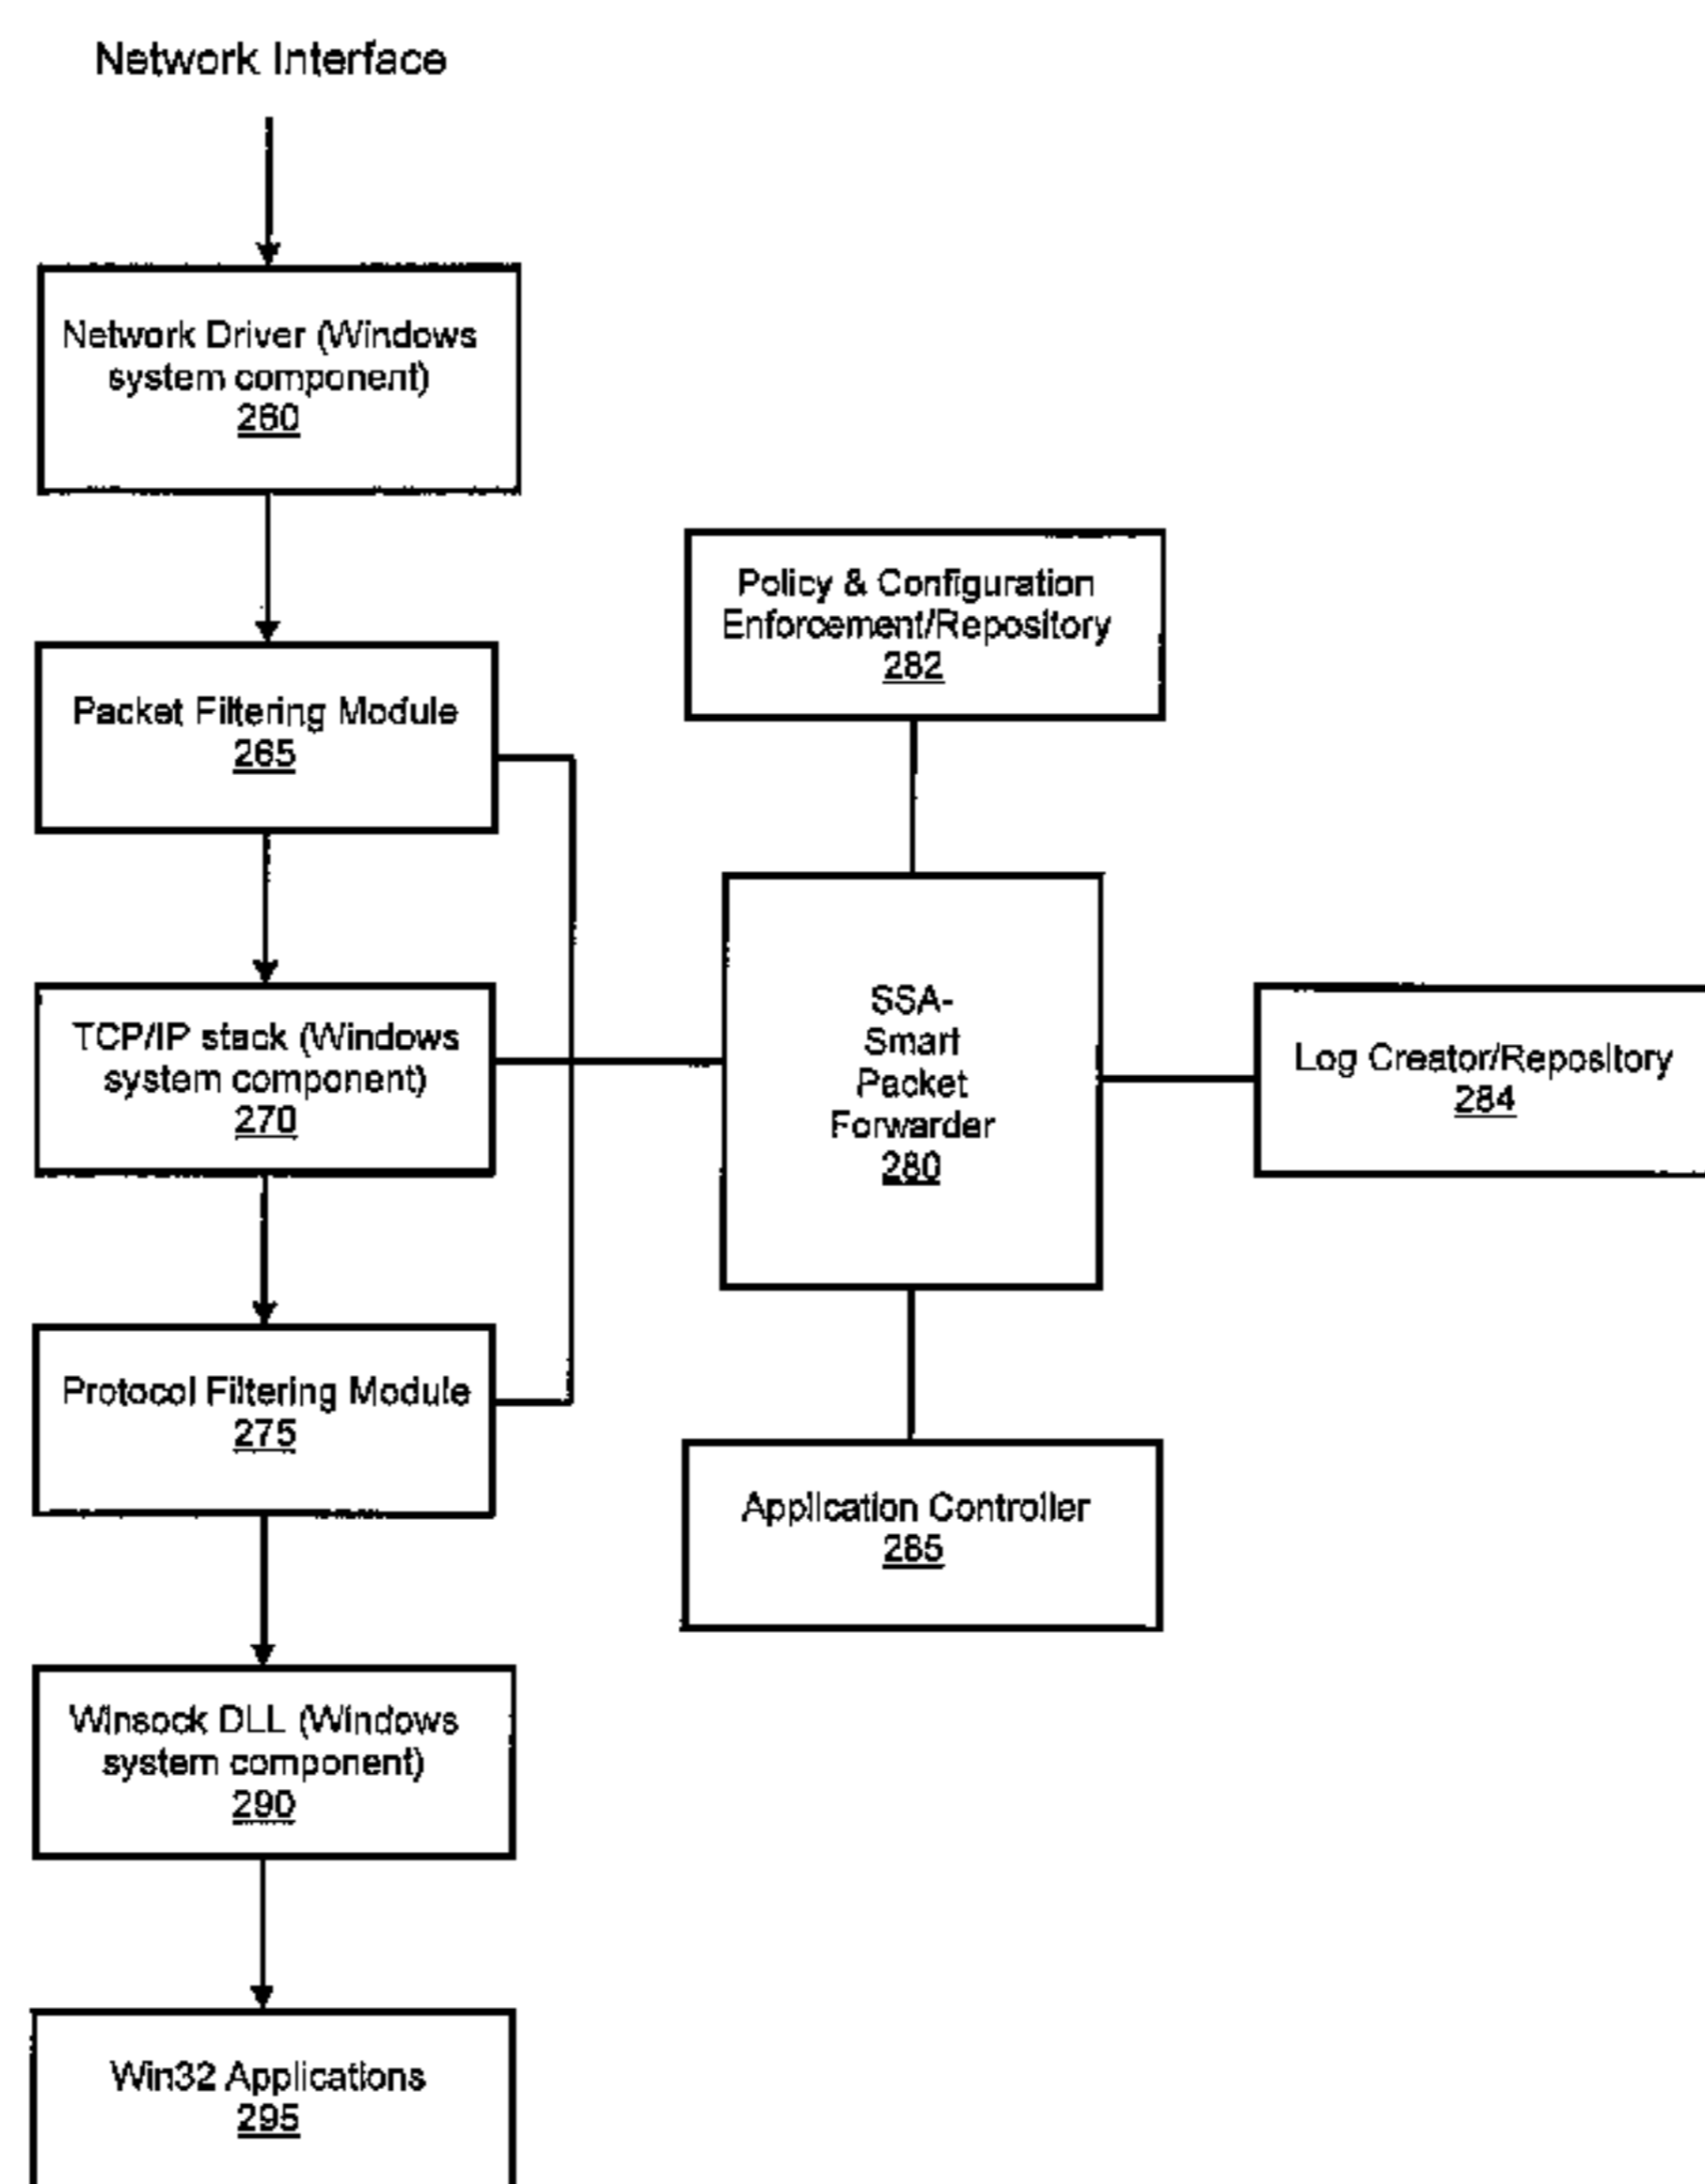 Network Interface
Network Driver (Windows
system component)
260
Packet Filtering Module
265
TCP/IP stack (Windows
system component)
270
Protocol Filtering Module
275
Winsock DLL (Windows
system component)
290
Win32 Applications
295
Policy & Configuration
Enforcement/Repository
282
SSA-
Smart
Packet
Forwarder
280
Application Controller
285
Log Creator/Repository
284